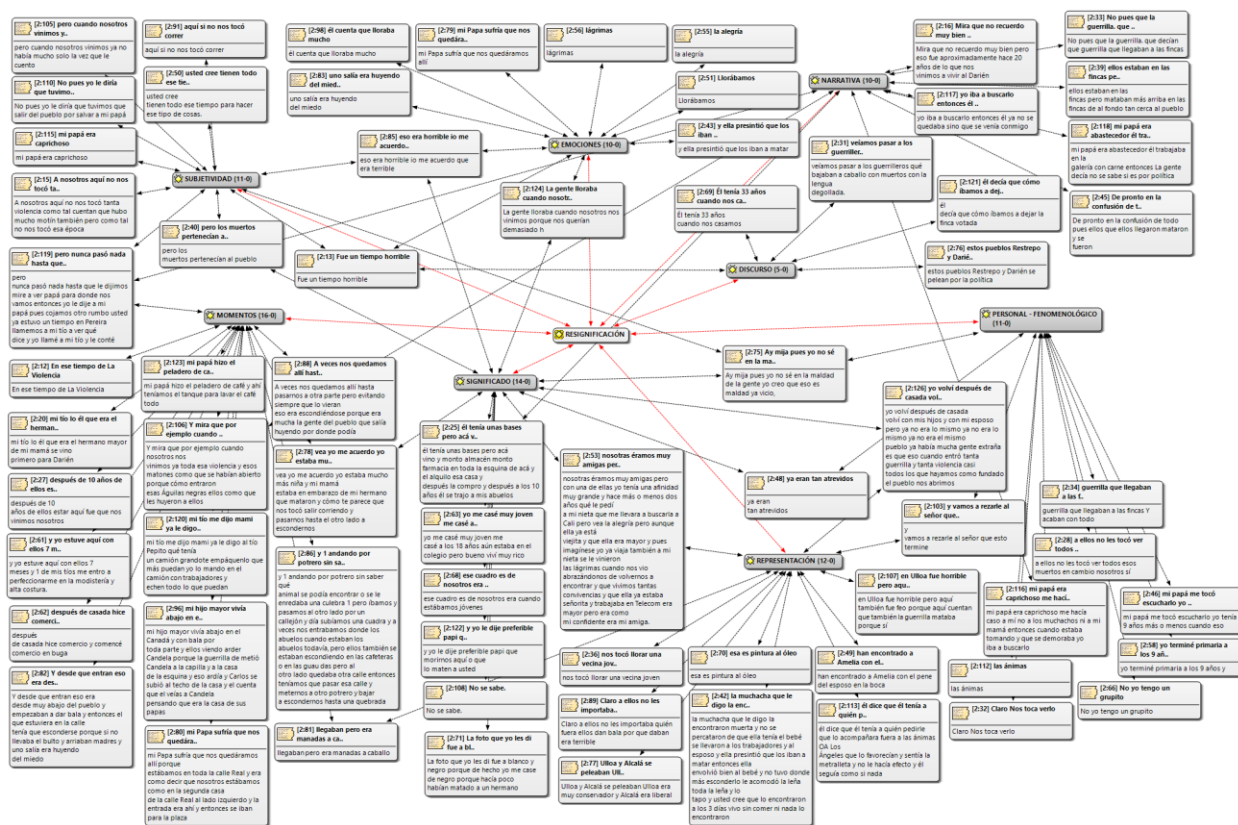 [2:105] pero cuando nosotros
vinimos y..
pero cuando nosotros vinimos ya no
había mucho solo la vez que le
cuento
[2:91] aquí si no nos tocó
correr
aquí si no nos tocó correr
[2:110] No pues yo le diría
que tuvimo..
No pues yo le diría que tuvimos que
salir del pueblo por salvar a mi papá
[2:50] usted cree tienen todo
ese tie..
usted cree
tienen todo ese tiempo para hacer
ese tipo de cosas.
[2:115] mi papá era
caprichoso
mi papá era caprichoso
[2:15] A nosotros aquí no nos
tocó ta..
A nosotros aquí no nos tocó tanta
violencia como tal cuentan que hubo
mucho motín también pero como tal
no nos tocó esa época
SUBJETIVIDAD (11-0)
[2:40] pero los muertos
pertenecían a..
pero los
muertos pertenecían al pueblo
[2:119] pero nunca pasó nada
hasta que..
pero
nunca pasó nada hasta que le dijimos
mire a ver papá para donde nos
vamos entonces yo le dije a mi
papá pues cojamos otro rumbo usted
ya estuvo un tiempo en Pereira
llamemos a mi tío a ver qué
dice y yo llamé a mi tío y le conté
[2:13] Fue un tiempo horrible
Fue un tiempo horrible
[2:98] él cuenta que lloraba
mucho
él cuenta que lloraba mucho
[2:79] mi Papa sufría que nos
quedára..
mi Papa sufría que nos quedáramos
allí
[2:56] lágrimas
lágrimas
[2:55] la alegría
la alegría
[2:83] uno salía era huyendo
del mied..
uno salía era huyendo
del miedo
[2:51] Llorábamos
Llorábamos
[2:85] eso era horrible io me
acuerdo..
eso era horrible io me acuerdo que
era terrible
EMOCIONES (10-0)
[2:43] y ella presintió que los
iban ..
y ella presintió que los iban a matar
[2:124] La gente lloraba
cuando nosotr..
La gente lloraba cuando nosotros nos
vinimos porque nos querían
demasiado h
[2:69] Él tenía 33 años
cuando nos ca..
Él tenía 33 años
cuando nos casamos
NARRATIVA (10-0)
[2:16] Mira que no recuerdo
muy bien ..
Mira que no recuerdo muy bien pero
eso fue aproximadamente hace 20
años de lo que nos
vinimos a vivir al Darién
[2:33] No pues que la
guerrilla. que ..
No pues que la guerrilla. que decían
que guerrilla que llegaban a las fincas
[2:39] ellos estaban en las
fincas pe..
ellos estaban en las
fincas pero mataban más arriba en las
fincas de al fondo tan cerca al pueblo
[2:117] yo iba a buscarlo
entonces él ..
yo iba a buscarlo entonces él ya no se
quedaba sino que se venía conmigo
[2:118] mi papá era
abastecedor él tra..
mi papá era abastecedor él trabajaba
en la
galería con carne entonces La gente
decía no se sabe si es por política
[2:31] veíamos pasar a los
guerriller..
veíamos pasar a los guerrilleros qué
bajaban a caballo con muertos con la
lengua
degollada.
[2:121] él decía que cómo
íbamos a dej..
él
decía que cómo íbamos a dejar la
finca votada
[2:45] De pronto en la
confusión de t..
De pronto en la confusión de todo
pues ellos que ellos llegaron mataron
y se
fueron
[2:76] estos pueblos Restrepo
y Darié..
estos pueblos Restrepo y Darién se
pelean por la política
DISCURSO (5-0)
MOMENTOS (16-0)
RESIGNIFICACIÓN
PERSONAL - FENOMENOLÓGICO
(11-0)
[2:12] En ese tiempo de La
Violencia
En ese tiempo de La Violencia
[2:123] mi papá hizo el
peladero de ca..
mi papá hizo el peladero de café y ahí
teníamos el tanque para lavar el café
todo
[2:88] A veces nos quedamos
allí hast..
A veces nos quedamos allí hasta
pasamos a otra parte pero evitando
siempre que lo vieran
eso era escondiéndose porque era
mucha la gente del pueblo que salía
huyendo por donde podía
SIGNIFICADO (14-0)
[2:75] Ay mija pues yo no sé
en la ma..
Ay mija pues yo no sé en la maldad
de la gente yo creo que eso es
maldad ya vicio,
[2:126] yo volví después de
casada vol..
yo volví después de casada
volví con mis hijos y con mi esposo
pero ya no era lo mismo ya no era lo
mismo ya no era el mismo
pueblo ya había mucha gente extraña
es que eso cuando entró tanta
guerrilla y tanta violencia casi
todos los que hayamos como fundado
el pueblo nos abrimos
[2:20] mi tío lo él que era el
herman..
mi tío lo él que era el hermano mayor
de mi mamá se vino
primero para Darién
[2:106] Y mira que por
ejemplo cuando ..
Y mira que por ejemplo cuando
nosotros nos
vinimos ya toda esa violencia y esos
matones como que se habían abierto
porque cómo entraron
esas Águilas negras ellos como que
les huyeron a ellos
[2:78] vea yo me acuerdo yo
estaba mu..
vea yo me acuerdo yo estaba mucho
más niña y mi mamá
estaba en embarazo de mi hermano
que mataron y cómo te parece que
nos tocó salir corriendo y
pasarnos hasta el otro lado a
escondernos
[2:25] él tenía unas bases
pero acá v..
él tenía unas bases pero acá
vino y monto almacén monto
farmacia en toda la esquina de acá y
el alquilo esa casa y
después la compro y después a los 10
años él se trajo a mis abuelos
[2:53] nosotras éramos muy
amigas per..
nosotras éramos muy amigas pero
con una de ellas yo tenía una afinidad
muy grande y hace más o menos dos
años qué le pedí
a mi nieta que me llevara a buscarla a
Cali pero vea la alegría pero aunque
ella ya está
viejita y que ella era mayor y pues
imagínese yo ya viaja también a mi
nieta se le vinieron
las lágrimas cuando nos vio
abrazándonos de volvernos a
encontrar y que vivimos tantas
convivencias y que ella ya estaba
señorita y trabajaba en Telecom era
mayor pero era como
mi confidente era mi amiga.
[2:48] ya eran tan atrevidos
ya eran
tan atrevidos
[2:34] guerrilla que llegaban
a las f..
guerrilla que llegaban a las fincas Y
acaban con todo
[2:103] y vamos a rezarle al
señor que..
y
vamos a rezarle al señor que esto
termine
[2:27] después de 10 años de
ellos es..
después de 10
años de ellos estar aquí fue que nos
vinimos nosotros
[2:120] mi tío me dijo mami
ya le digo..
mi tío me dijo mami ya le digo al tío
Pepito qué tenía
un camión grandote empáquenlo que
más puedan yo lo mando en el
camión con trabajadores y
echen todo lo que puedan
[2:63] yo me casé muy joven
me casé a..
yo me casé muy joven me
casé a los 18 años aún estaba en el
colegio pero bueno viví muy rico
[2:28] a ellos no les tocó ver
todos ..
a ellos no les tocó ver todos esos
muertos en cambio nosotros sí
REPRESENTACIÓN (12-0)
[2:61] y yo estuve aquí con
ellos 7 m..
y yo estuve aquí con ellos 7
meses y 1 de mis tíos me entro a
perfeccionarme en la modistería y
alta costura.
[2:86] y 1 andando por
potrero sin sa..
y 1 andando por potrero sin saber
qué
animal se podía encontrar o se le
enredaba una culebra 1 pero íbamos y
pasamos al otro lado por un
callejón y día subíamos una cuadra y a
veces nos entrabamos donde los
abuelos cuando estaban los
abuelos todavía, pero ellos también se
estaban escondiendo en las cafeteras
o en las guaduas pero al
otro lado quedaba otra calle entonces
teníamos que pasar esa calle y
meternos a otro potrero y bajar
a escondernos hasta una quebrada
[2:68] ese cuadro es de
nosotros era ..
ese cuadro es de nosotros era cuando
estábamos jóvenes
[2:107] en Ulloa fue horrible
pero aqu..
en Ulloa fue horrible pero aquí
también fue feo porque aquí cuentan
que también la guerrilla mataba
porque sí
[2:116] mi papá era
caprichoso me hací..
mi papá era caprichoso me hacía
caso a mí no a los muchachos ni a mi
mamá entonces cuando estaba
tomando y que se demoraba yo
iba a buscarlo
[2:46] mi papá me tocó
escucharlo yo ..
mi papá me tocó escucharlo yo tenía
9 años más o menos cuando eso
[2:62] después de casada hice
comerci..
después
de casada hice comercio y comencé
comercio en buga
[2:96] mi hijo mayor vivía
abajo en e..
mi hijo mayor vivía abajo en el
Canadá y con bala por
toda parte y ellos viendo arder
Candela porque la guerrilla de metió
Candela a la capilla y a la casa
de la esquina y eso ardía y Carlos se
subió al techo de la casa y el cuenta
que el veías a Candela
pensando que era la casa de sus
papas
[2:122] y yo le dije preferible
papi q..
y yo le dije preferible papi que
morirnos aquí o que
lo maten a usted
[2:36] nos tocó llorar una
vecina jov..
nos tocó llorar una vecina joven
[2:70] esa es pintura al óleo
esa es pintura al óleo
[2:49] han encontrado a
Amelia con el..
han encontrado a Amelia con el pene
del esposo en la boca
[2:58] yo terminé primaria a
los 9 añ..
yo terminé primaria a los 9 años y
[2:82] Y desde que entran eso
era des..
Y desde que entran eso era
desde muy abajo del pueblo y
empezaban a dar bala y entonces el
que estuviera en la calle
tenía que esconderse porque si no
llevaba el bulto y arriaban madres y
uno salía era huyendo
del miedo
[2:108] No se sabe.
No se sabe.
[2:89] Claro a ellos no les
importaba..
Claro a ellos no les importaba quién
fuera ellos dan bala por que daban
era terrible
[2:42] la muchacha que le
digo la enc..
la muchacha que le digo la
encontraron muerta y no se
percataron de que ella tenía el bebé
se llevaron a los trabajadores y al
esposo y ella presintió que los iban a
matar entonces ella
envolvió bien al bebé y no tuvo donde
más esconderle le acomodó la leña
toda la leña y lo
tapo y usted cree que lo encontraron
a los 3 días vivo sin comer ni nada lo
encontraron
[2:113] él dice que él tenía a
quién p..
él dice que él tenía a quién pedirle
que lo acompañara fuera a las ánimas
OA Los
Ángeles que lo favorecían y sentía la
metralleta y no le hacía efecto y él
seguía como si nada
[2:112] las ánimas
las ánimas
[2:66] No yo tengo un
grupito
No yo tengo un grupito
[2:32] Claro Nos toca verlo
Claro Nos toca verlo
[2:80] mi Papa sufría que nos
quedára..
mi Papa sufría que nos quedáramos
allí porque
estábamos en toda la calle Real y era
como decir que nosotros estábamos
como en la segunda casa
de la calle Real al lado izquierdo y la
entrada era ahí y entonces se iban
para la plaza
[2:81] llegaban pero era
manadas a ca..
llegaban pero era manadas a caballo
[2:71] La foto que yo les di
fue a bl..
La foto que yo les di fue a blanco y
negro porque de hecho yo me case
de negro porque hacía poco
habían matado a un hermano
[2:77] Ulloa y Alcalá se
peleaban Ull..
Ulloa y Alcalá se peleaban Ulloa era
muy conservador y Alcalá era liberal